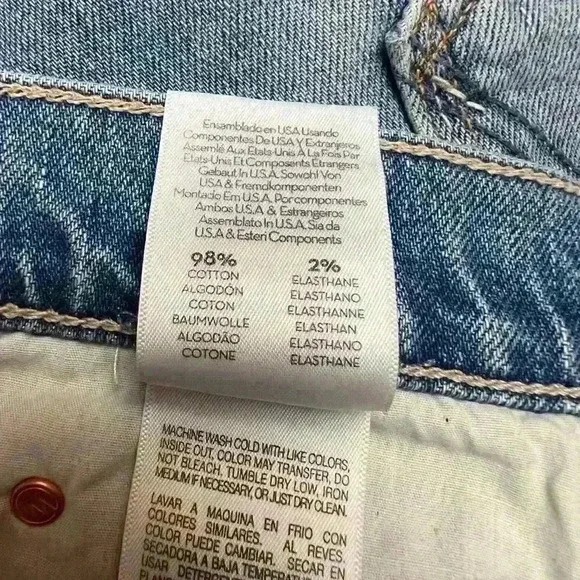 Ensamblado en USA Usando
Componentes De USA Y Extranjeros
Assemblé Aux Etats-Unis A La Fois Par
Etats-Unis Et Composents Etrangers
Gebaut In U.S.A. Sowohl Von
USA & Fremdkomponenten
Montado Em U.S.A. Por componentes
Ambos U.S.A & Estrangeiros
Assemblato In U.S.A. Sia da
U.S.A & Esteri Components
98% 2%
COTTON ELASTHANE
ALGODÓN ELASTHANO
COTON ELASTHANNE
BAUMWOLLE ELASTHAN
ALGODÃO ELASTHANO
COTONE ELASTHANE
MACHINE WASH COLD WITH LIKE COLORS,
INSIDE OUT, COLOR MAY TRANSFER, DO
NOT BLEACH. TUMBLE DRY LOW, IRON
MEDIUM IF NECESSARY, OR JUST DRY CLEAN.
LAVAR A MAQUINA EN FRIO CON
COLORES SIMILARES. AL REVES,
COLOR PUEDE CAMBIAR. SECAR EN
SECADORA A BAJA TEMPERATURA
USAR DETERGENTE